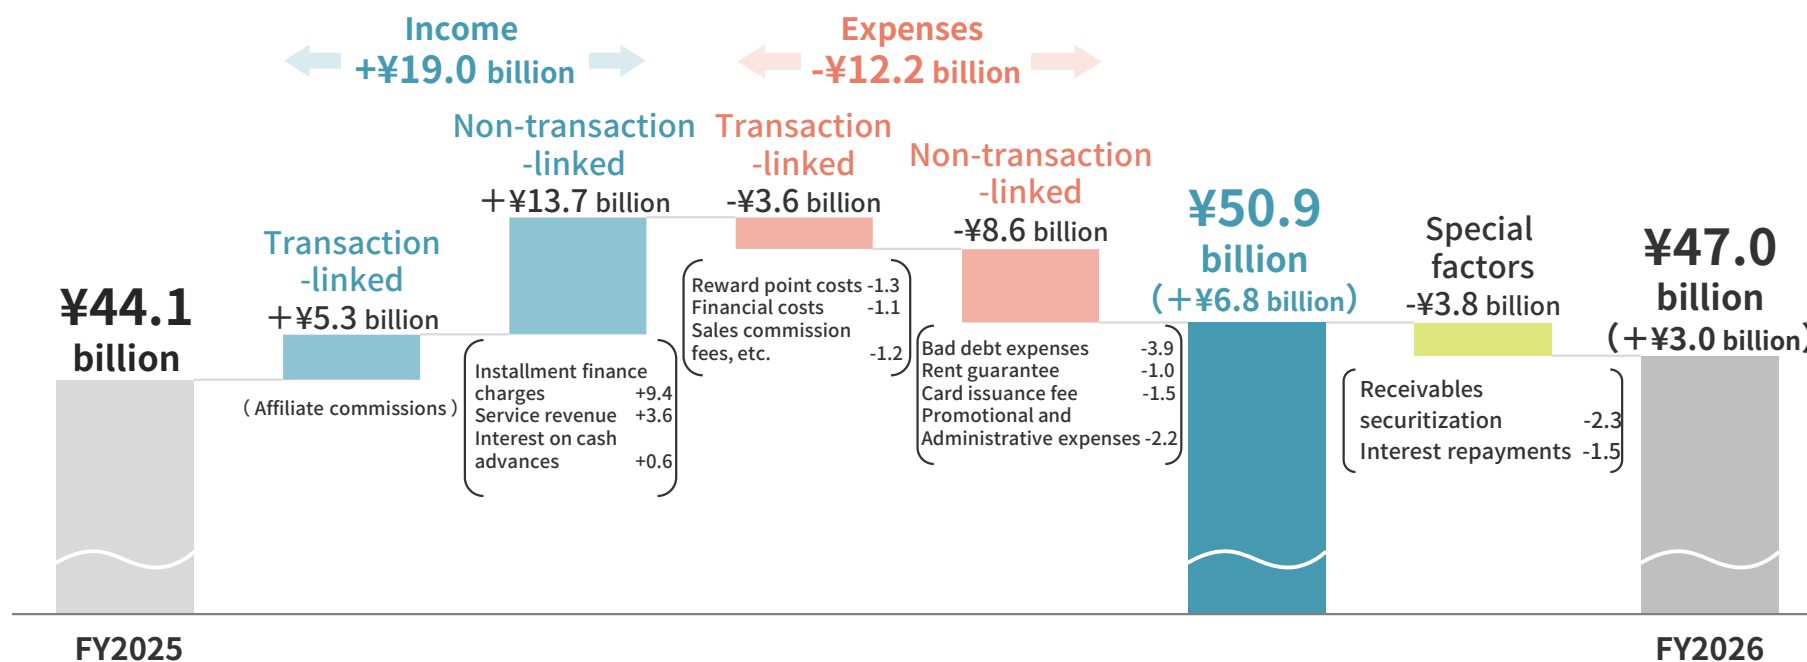 Income
+¥19.0 billion
Expenses
-¥12.2 billion
¥44.1
billion
Transaction
-linked
+¥5.3 billion
(Affiliate commissions)
Non-transaction
-linked
+¥13.7 billion
Installment finance
charges +9.4
Service revenue +3.6
Interest on cash
advances +0.6
Transaction
-linked
-¥3.6 billion
Reward point costs -1.3
Financial costs -1.1
Sales commission
fees, etc. -1.2
Non-transaction
-linked
-¥8.6 billion
Bad debt expenses -3.9
Rent guarantee -1.0
Card issuance fee -1.5
Promotional and
Administrative expenses -2.2
¥50.9
billion
(+¥6.8 billion)
Special
factors
-¥3.8 billion
Receivables
securitization -2.3
Interest repayments -1.5
¥47.0
billion
(+¥3.0 billion)
FY2025
FY2026